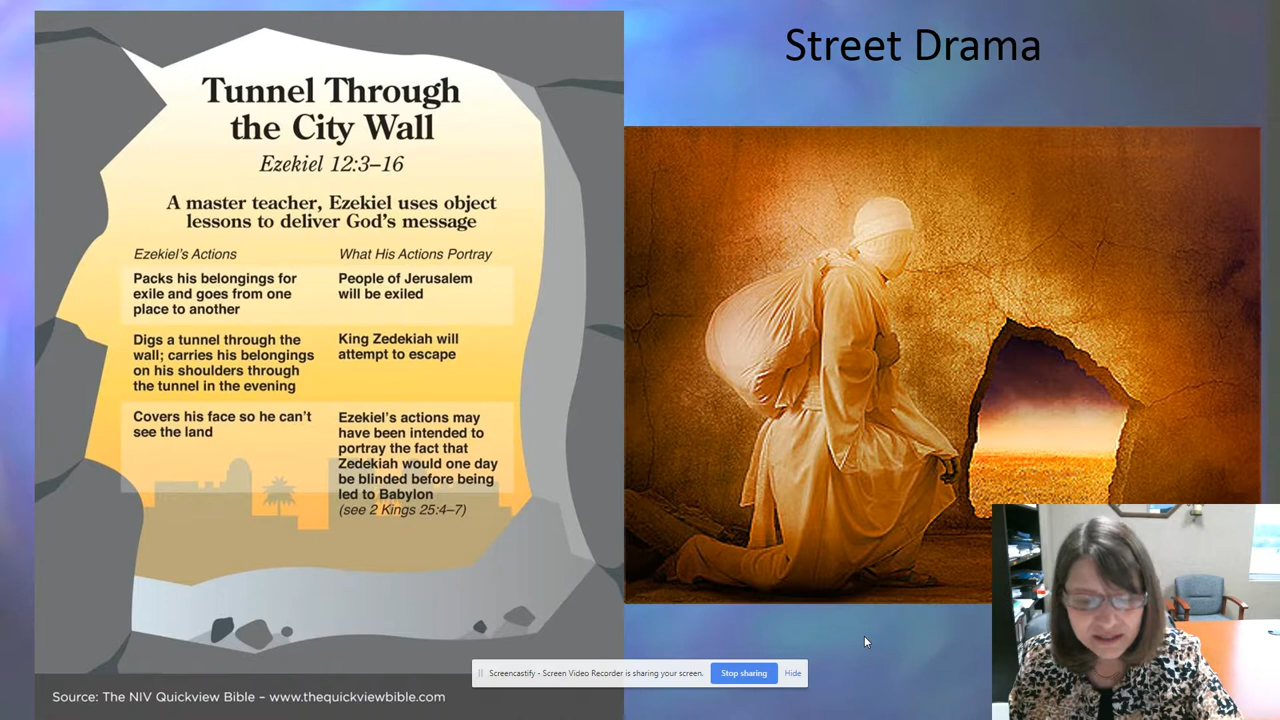 Street Drama
Tunnel Through
the City Wall
Ezekiel 12:3–16
A master teacher, Ezekiel uses object
lessons to deliver God's message
Ezekiel's Actions
What His Actions Portray
Packs his belongings for
exile and goes from one
place to another
People of Jerusalem
will be exiled
Digs a tunnel through the
wall; carries his belongings
on his shoulders through
the tunnel in the evening
King Zedekiah will
attempt to escape
Covers his face so he can't
see the land
Ezekiel's actions may
have been intended to
portray the fact that
Zedekiah would one day
be blinded before being
led to Babylon
(see 2 Kings 25:4–7)
Screencastify - Screen Video Recorder is sharing your screen.
Stop sharing
Hide
Source: The NIV Quickview Bible – www.thequickviewbible.com